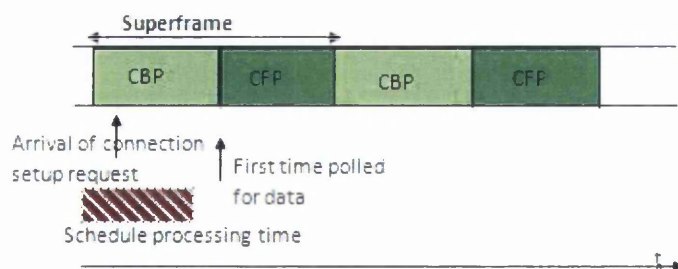 Superframe
CBP
CFP
CBP
CFP
Arrival of connection
setup request
First time polled
for data
Schedule processing time
t